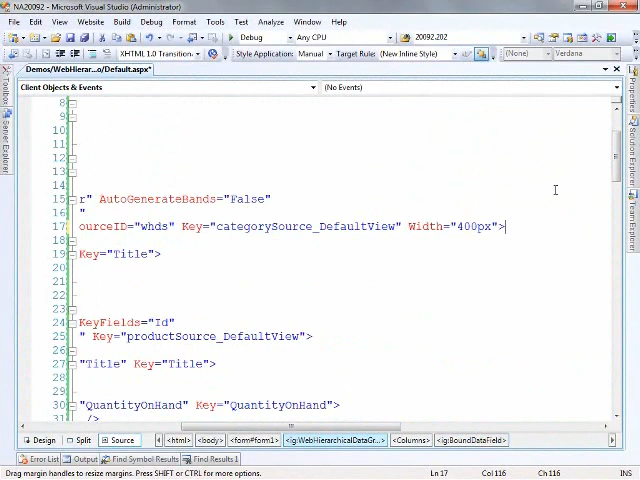 NA20092 - Microsoft Visual Studio (Administrator)
File Edit View Website Build Debug Format Tools Test Analyze Window Help
Debug Any CPU 20092.202
XHTML 1.0 Transition Style Application: Manual Target Rule: (New Inline Style) (None) Verdana
Demos/WebHierar...o/Default.aspx*
Client Objects & Events (No Events)
8
9
10
11
12
13
14
15 r" AutoGenerateBands="False"
16 "
17 ourceID="whds" Key="categorySource_DefaultView" Width="400px">
18
19 Key="Title">
20
21
22
23
24 KeyFields="Id"
25 " Key="productSource_DefaultView">
26
27 "Title" Key="Title">
28
29
30 "QuantityOnHand" Key="QuantityOnHand">
31 />
Design Split Source <html> <body> <form#form1> <ig:WebHierarchicalDataGr... <Columns> <ig:BoundDataField>
Error List Output Find Symbol Results Find Results 1
Drag margin handles to resize margins. Press SHIFT or CTRL for more options. Ln 17 Col 116 Ch 116 INS
Toolbox
Server Explorer
Properties
Solution Explorer
Team Explorer